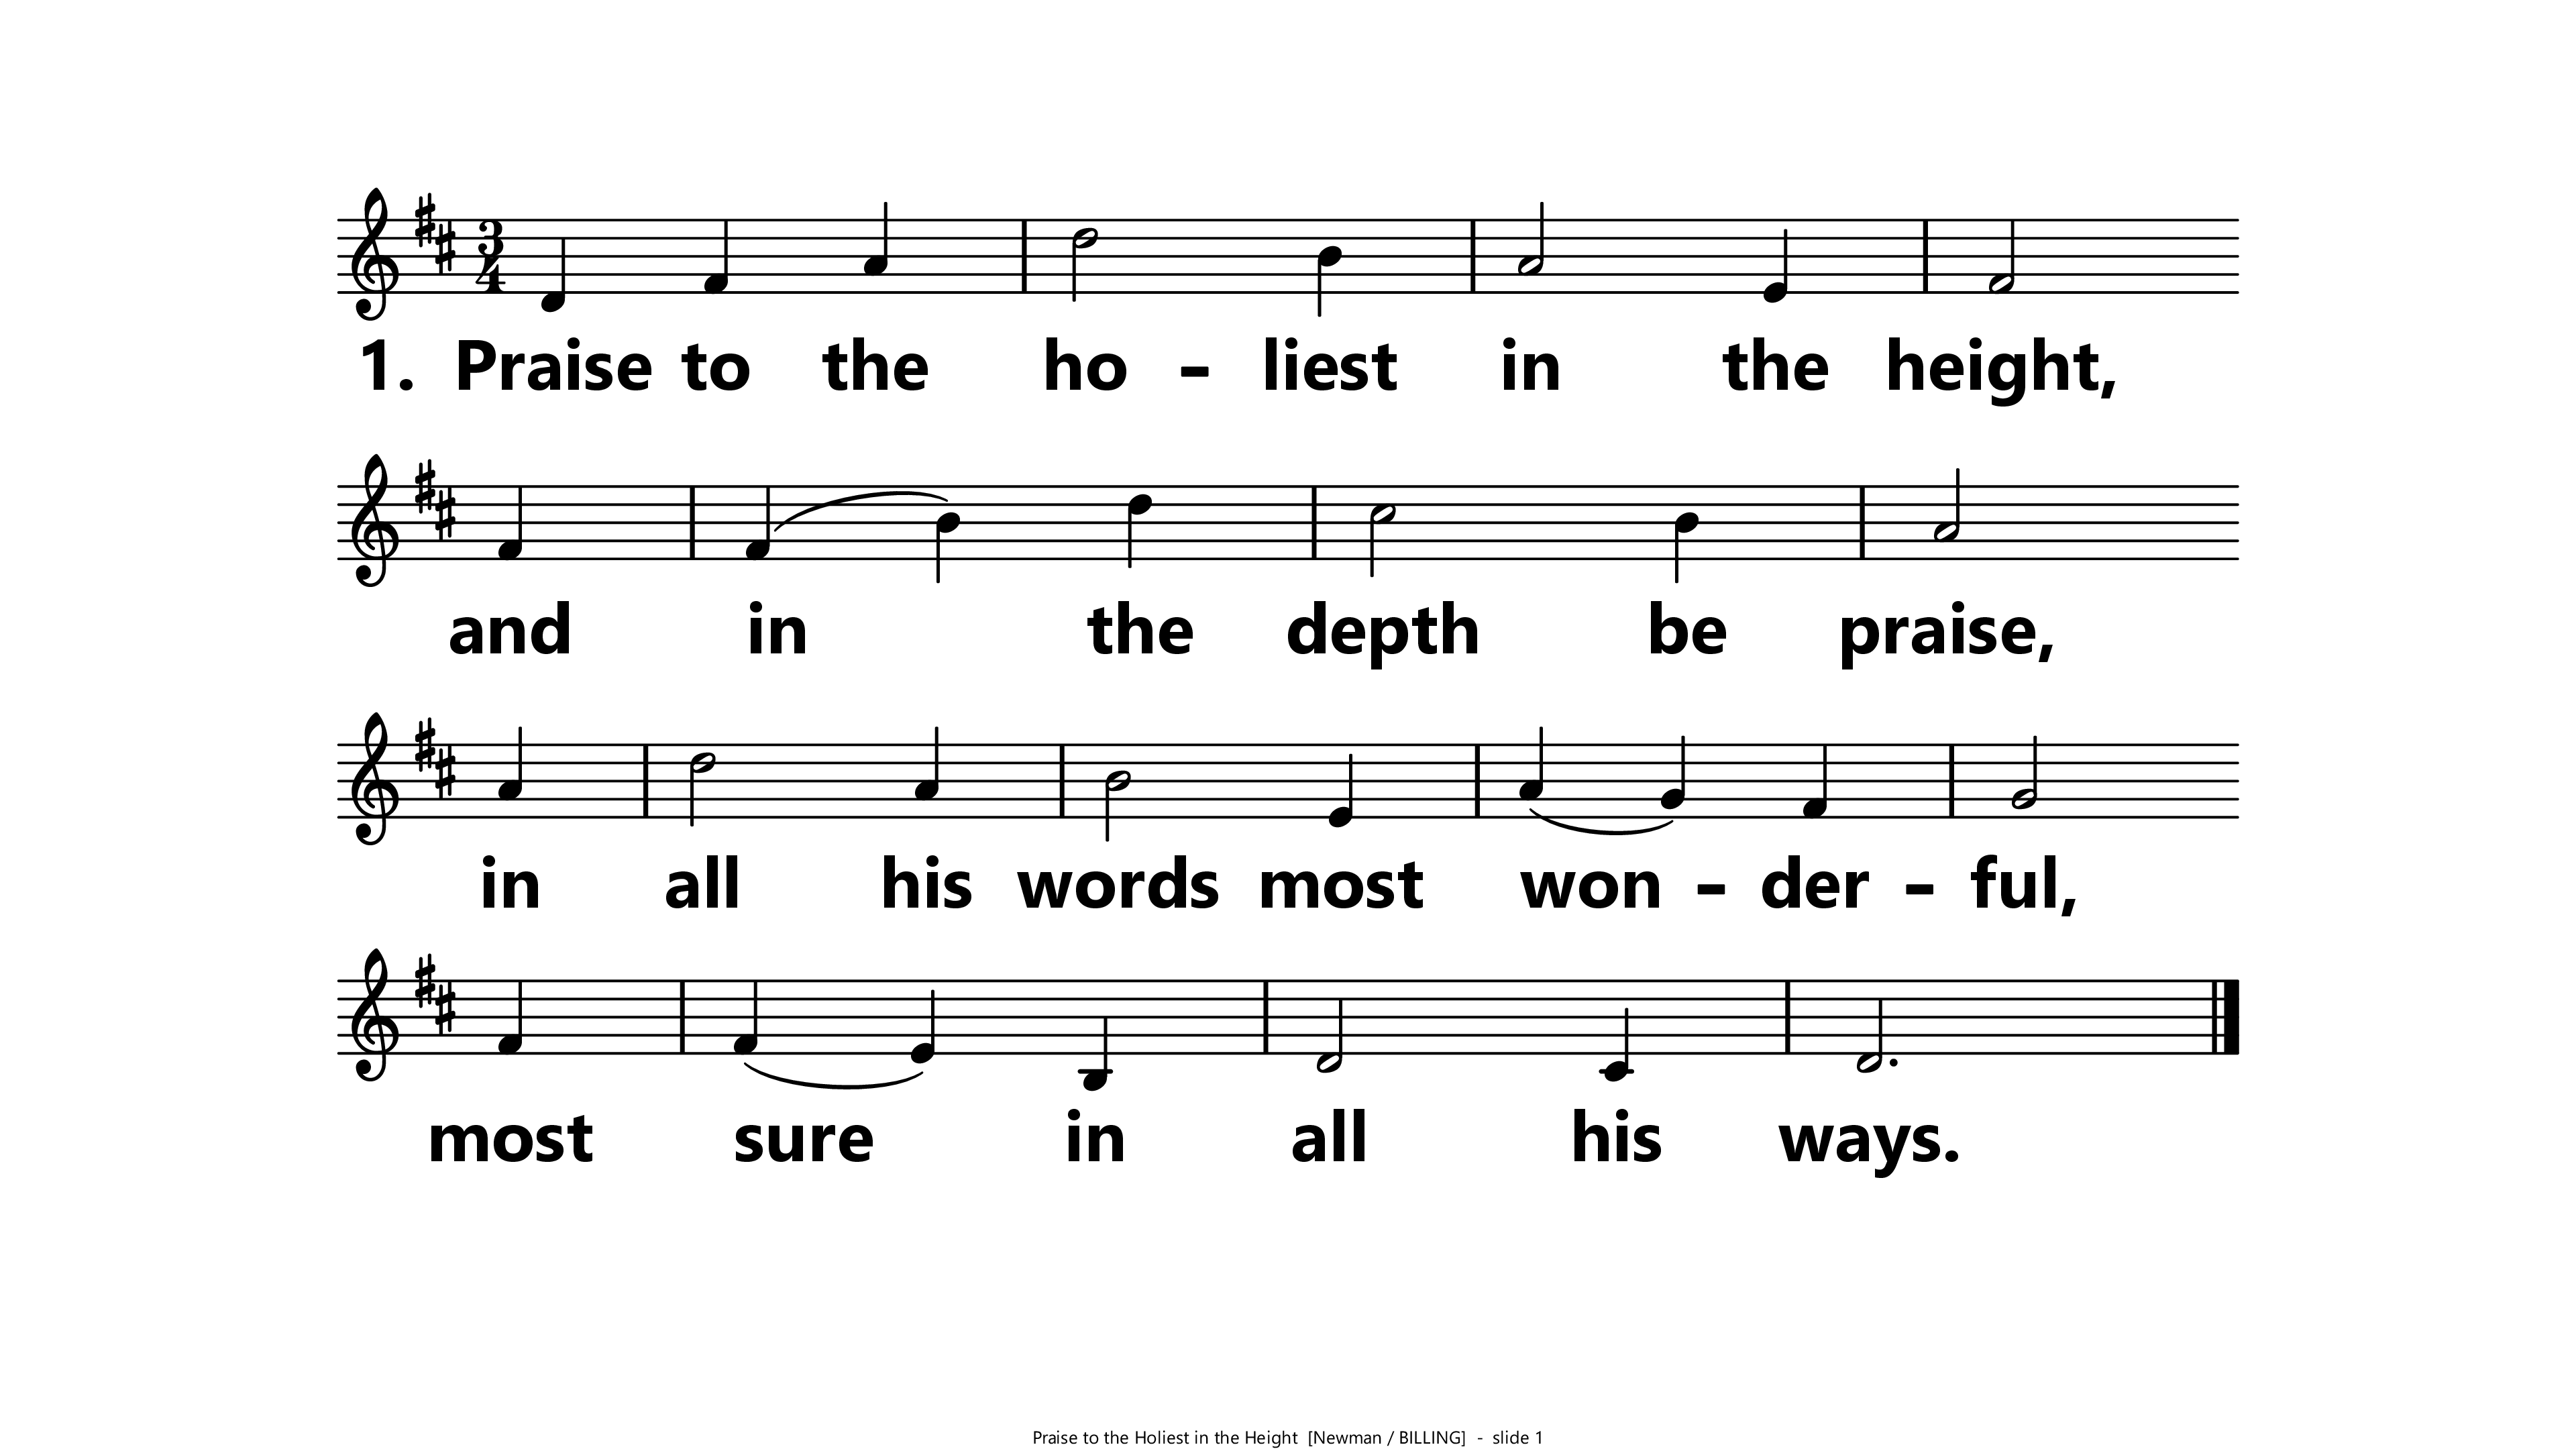 3
4
1. Praise to the ho - liest in the height,
and in the depth be praise,
in all his words most won - der - ful,
most sure in all his ways.
Praise to the Holiest in the Height [Newman / BILLING] - slide 1